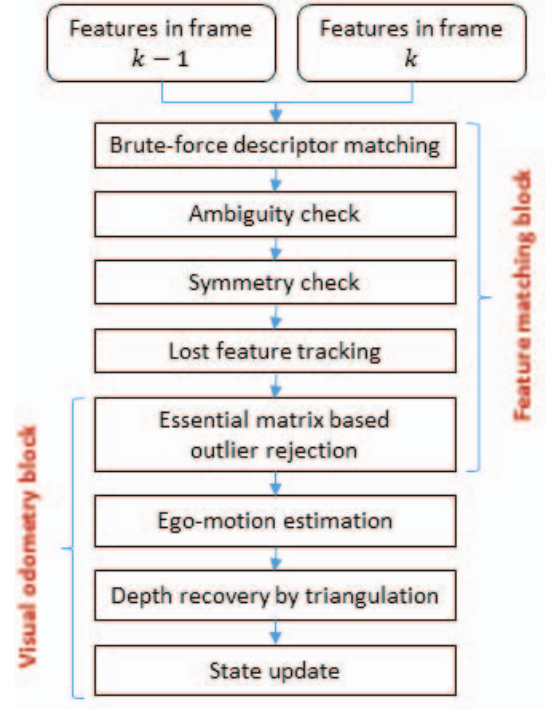 Features in frame
k − 1
Features in frame
k
Brute-force descriptor matching
Ambiguity check
Symmetry check
Lost feature tracking
Essential matrix based
outlier rejection
Ego-motion estimation
Depth recovery by triangulation
State update
Feature matching block
Visual odometry block